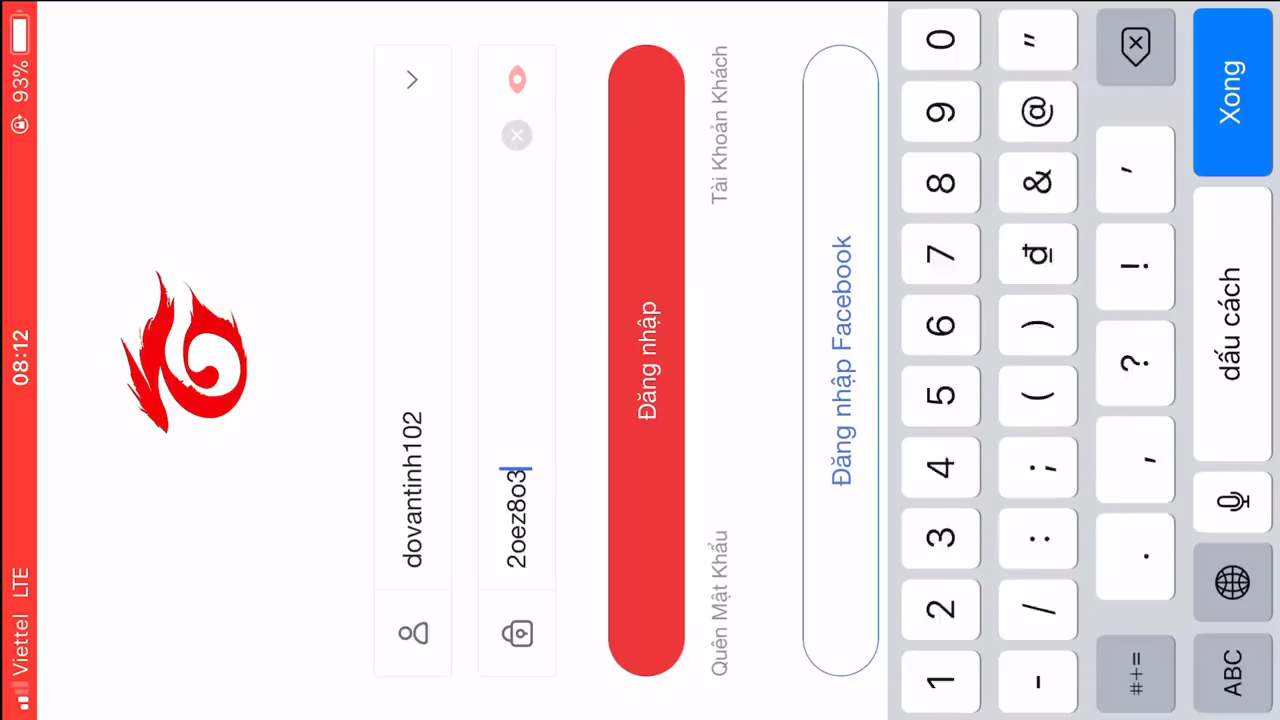 Viettel LTE 08:12 93%
dovantinh102
2oez8o3
Đăng nhập
Quên Mật Khẩu Tài Khoản Khách
Đăng nhập Facebook
1 2 3 4 5 6 7 8 9 0
- / : ; ( ) ₫ & @ "
#+= . , ? ! '
ABC dấu cách Xong